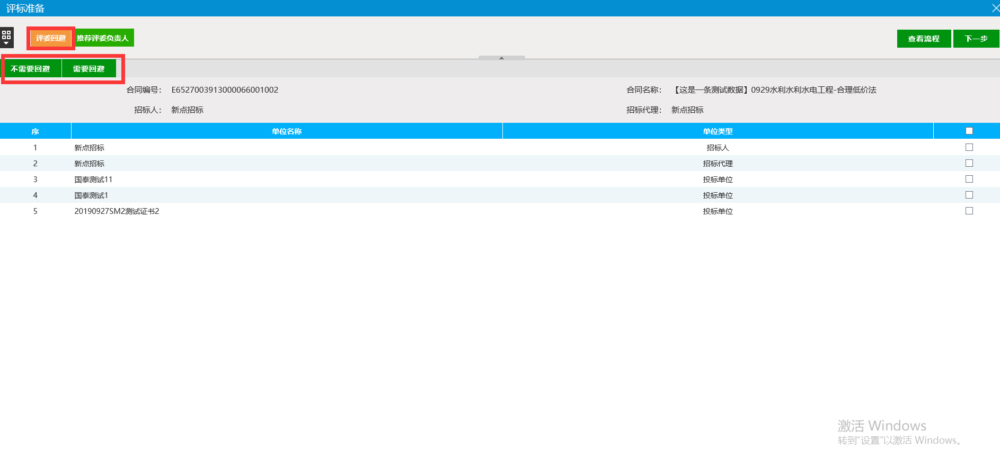 评标准备
评委回避 推荐评委负责人 查看流程 下一步
不需要回避 需要回避
合同编号： E6527003913000066001002 合同名称： 【这是一条测试数据】0929水利水利水电工程-合理低价法
招标人： 新点招标 招标代理： 新点招标
序 单位名称 单位类型
1 新点招标 招标人
2 新点招标 招标代理
3 国泰测试11 投标单位
4 国泰测试1 投标单位
5 20190927SM2测试证书2 投标单位
激活 Windows
转到"设置"以激活 Windows。